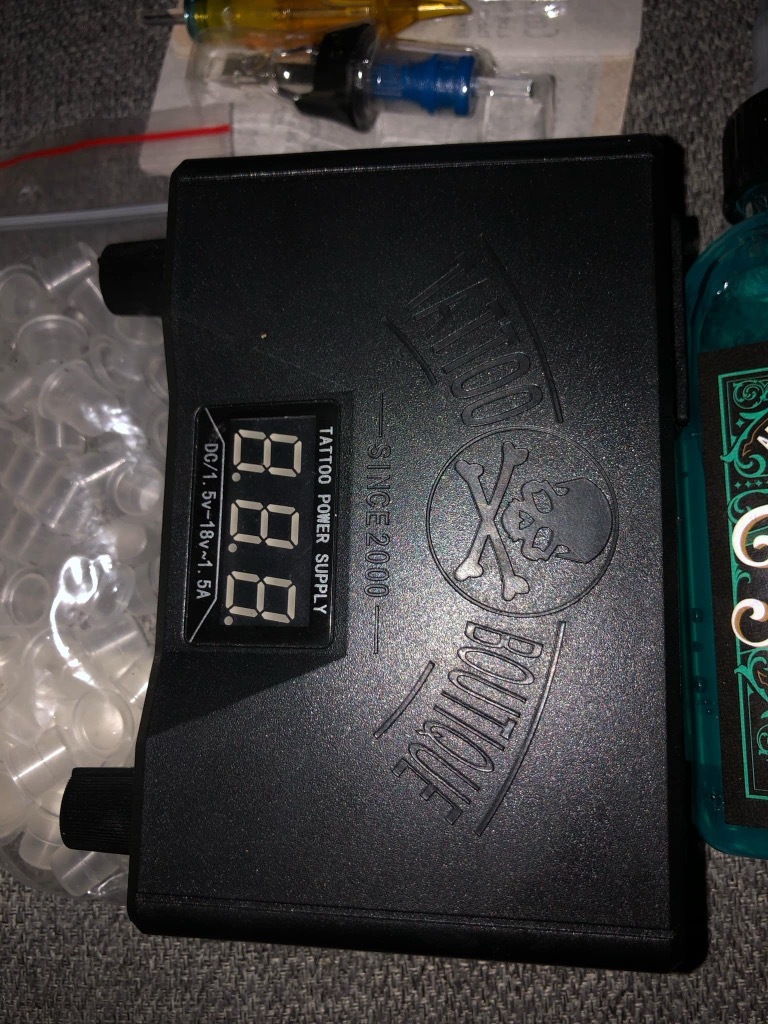 TATTOO
BOUTIQUE
— SINCE 2000 —
TATTOO POWER SUPPLY
8.8.8.
DC/1.5v-18v~1.5A